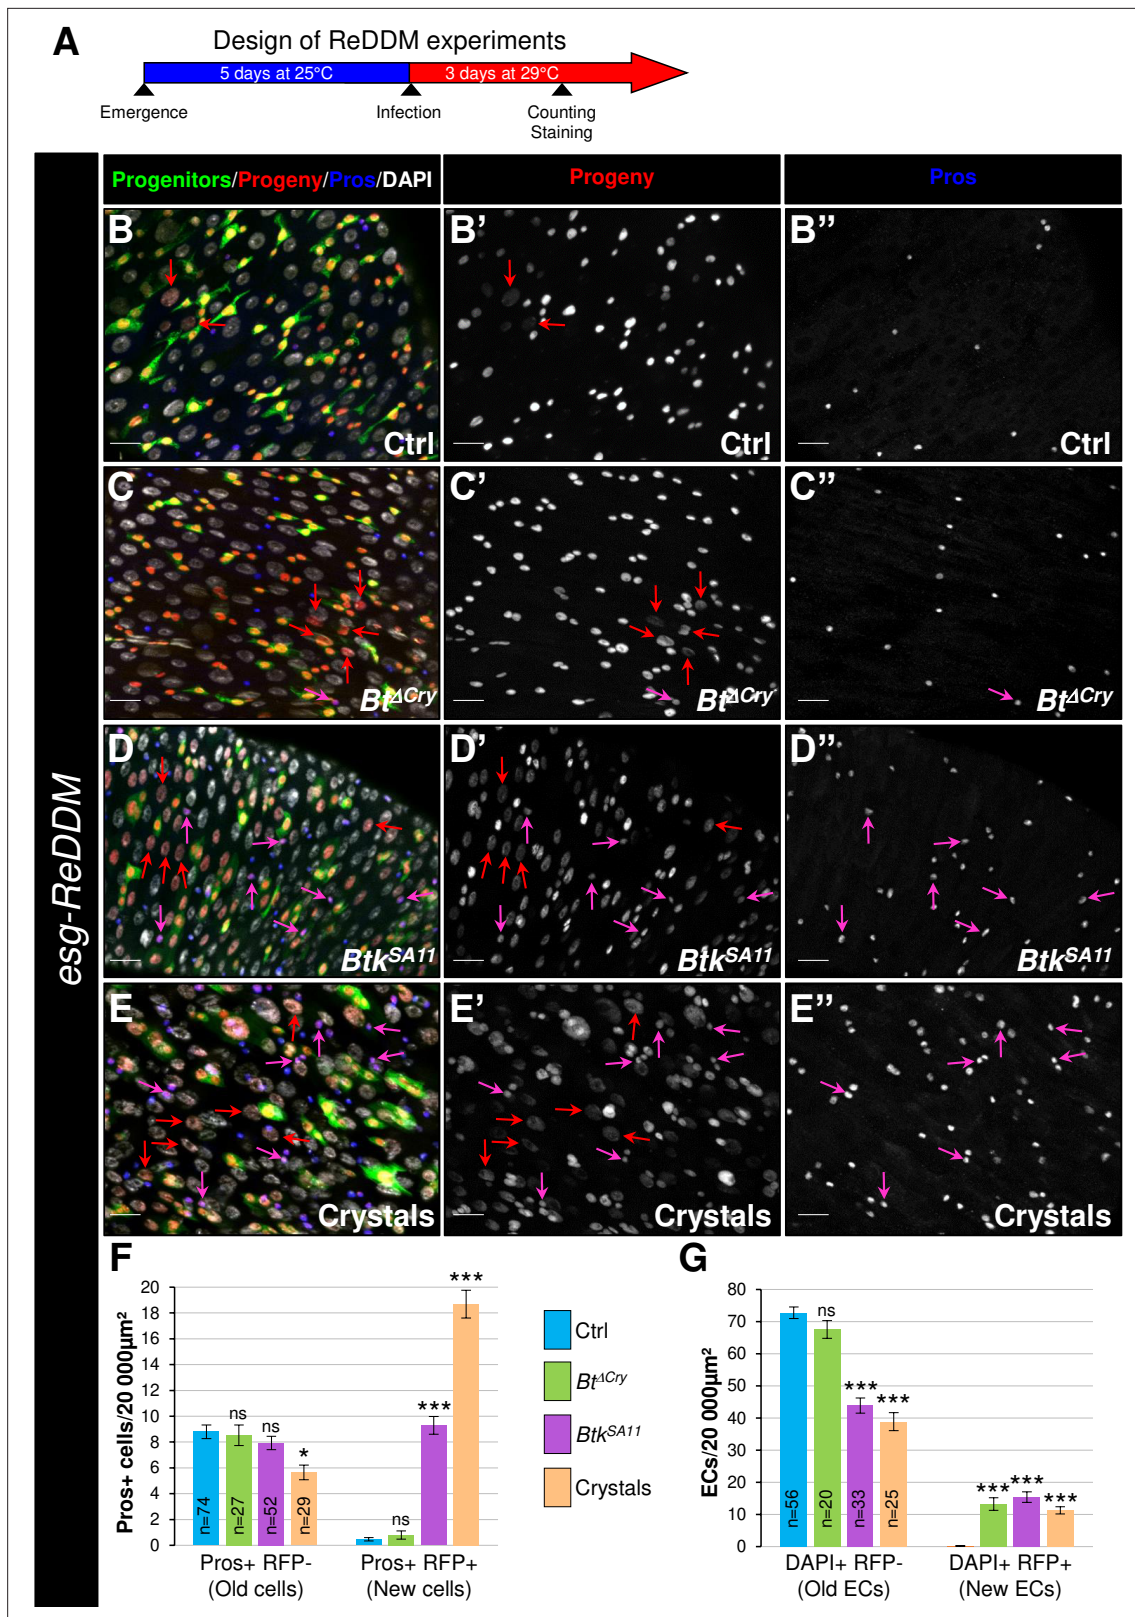 A
Design of ReDDM experiments
5 days at 25°C
3 days at 29°C
Emergence
Infection
Counting
Staining
esg-ReDDM
Progenitors/Progeny/Pros/DAPI
Progeny
Pros
B
Ctrl
B'
Ctrl
B''
Ctrl
C
Bt^ΔCry
C'
Bt^ΔCry
C''
Bt^ΔCry
D
Btk^SA11
D'
Btk^SA11
D''
Btk^SA11
E
Crystals
E'
Crystals
E''
Crystals
F
Pros+ cells/20 000µm²
20
18
16
14
12
10
8
6
4
2
0
n=74
ns
n=27
ns
n=52
*
n=29
ns
***
***
Pros+ RFP-
(Old cells)
Pros+ RFP+
(New cells)
Ctrl
Bt^ΔCry
Btk^SA11
Crystals
G
ECs/20 000µm²
80
70
60
50
40
30
20
10
0
n=56
ns
n=20
***
n=33
***
n=25
***
***
***
DAPI+ RFP-
(Old ECs)
DAPI+ RFP+
(New ECs)